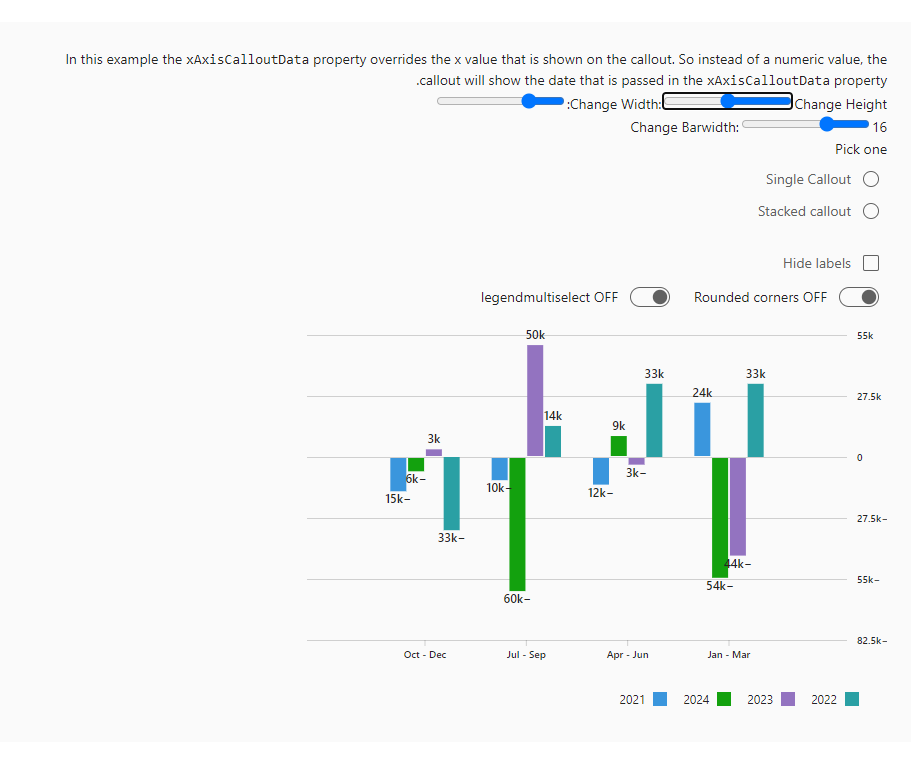 In this example the xAxisCalloutData property overrides the x value that is shown on the callout. So instead of a numeric value, the
.callout will show the date that is passed in the xAxisCalloutData property
:Change Width: Change Height
Change Barwidth: 16
Pick one
Single Callout
Stacked callout
Hide labels
legendmultiselect OFF Rounded corners OFF
50k 55k
33k 33k
24k 27.5k
14k
9k
3k
0
6k− 3k−
15k− 10k− 12k−
27.5k−
33k−
44k−
54k− 55k−
60k−
82.5k−
Oct - Dec Jul - Sep Apr - Jun Jan - Mar
2021 2024 2023 2022